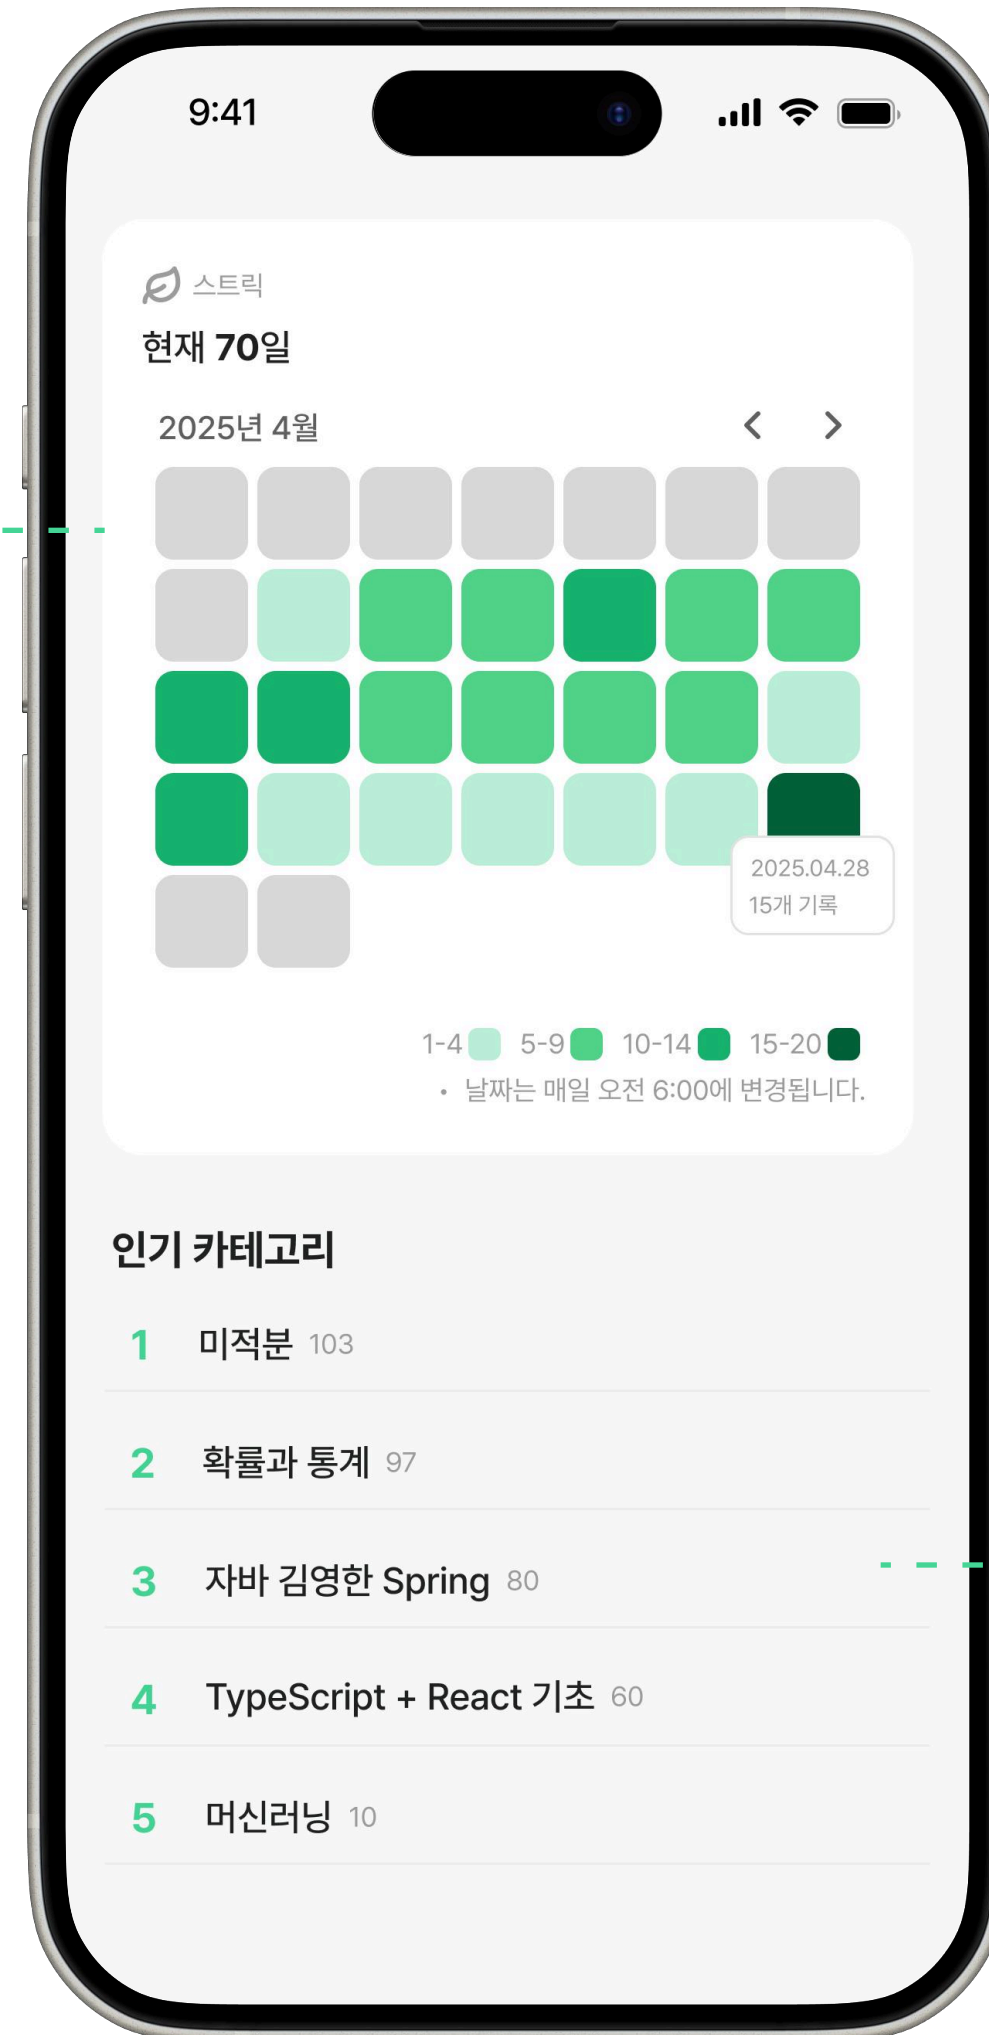 9:41
스트릭
현재 70일
2025년 4월
2025.04.28
15개 기록
1-4 5-9 10-14 15-20
• 날짜는 매일 오전 6:00에 변경됩니다.
인기 카테고리
1 미적분 103
2 확률과 통계 97
3 자바 김영한 Spring 80
4 TypeScript + React 기초 60
5 머신러닝 10